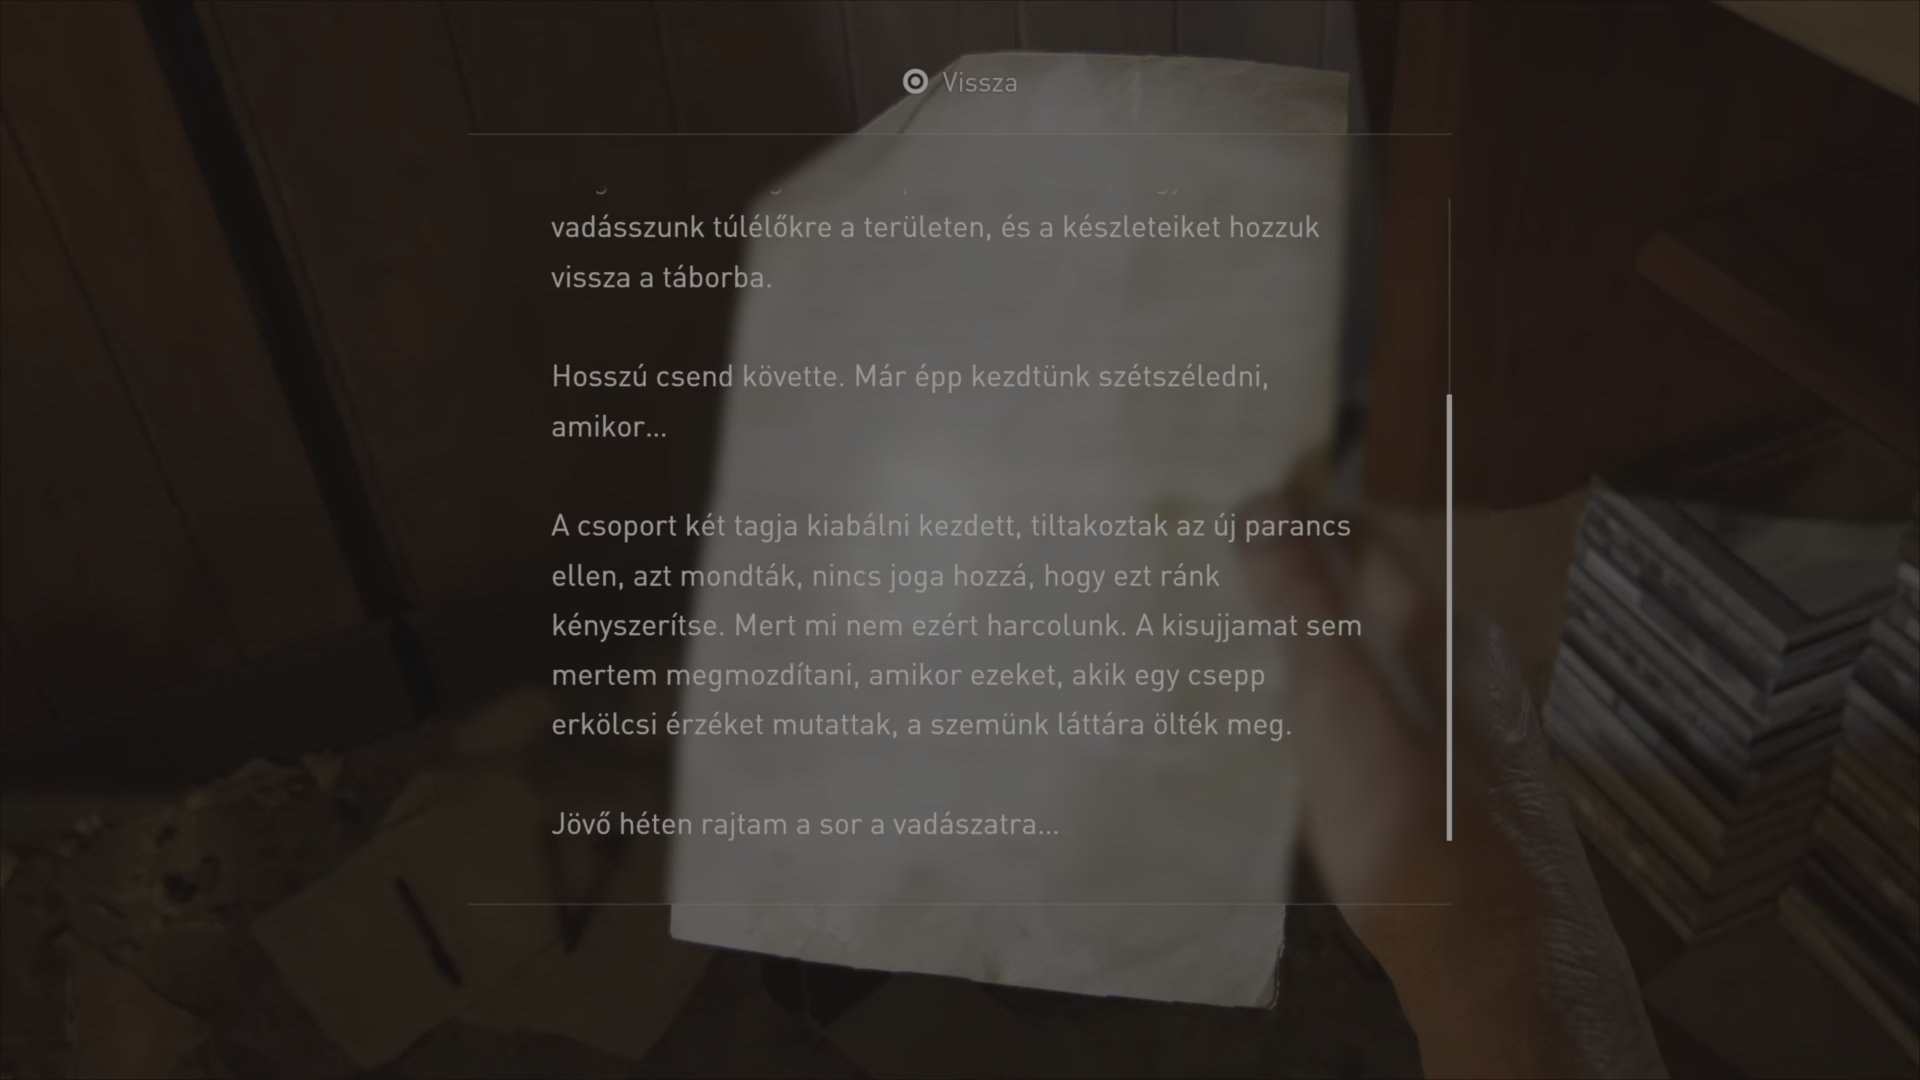 Vissza
vadásszunk túlélőkre a területen, és a készleteiket hozzuk
vissza a táborba.
Hosszú csend követte. Már épp kezdtünk szétszéledni,
amikor...
A csoport két tagja kiabálni kezdett, tiltakoztak az új parancs
ellen, azt mondták, nincs joga hozzá, hogy ezt ránk
kényszerítse. Mert mi nem ezért harcolunk. A kisujjamat sem
mertem megmozdítani, amikor ezeket, akik egy csepp
erkölcsi érzéket mutattak, a szemünk láttára ölték meg.
Jövő héten rajtam a sor a vadászatra...